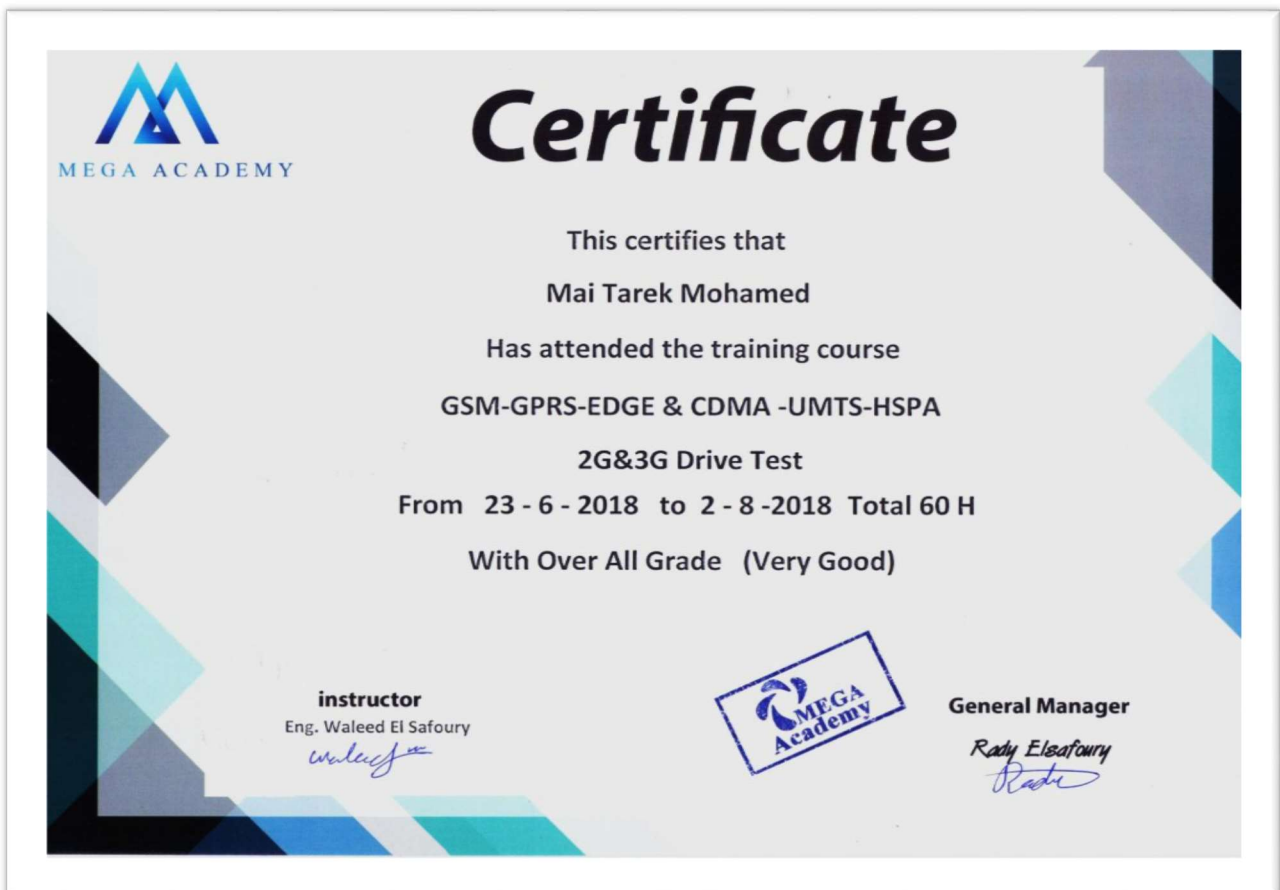 MEGA ACADEMY
Certificate
This certifies that
Mai Tarek Mohamed
Has attended the training course
GSM-GPRS-EDGE & CDMA -UMTS-HSPA
2G&3G Drive Test
From 23 - 6 - 2018 to 2 - 8 -2018 Total 60 H
With Over All Grade (Very Good)
instructor
Eng. Waleed El Safoury
MEGA
Academy
General Manager
Rady Elsafoury